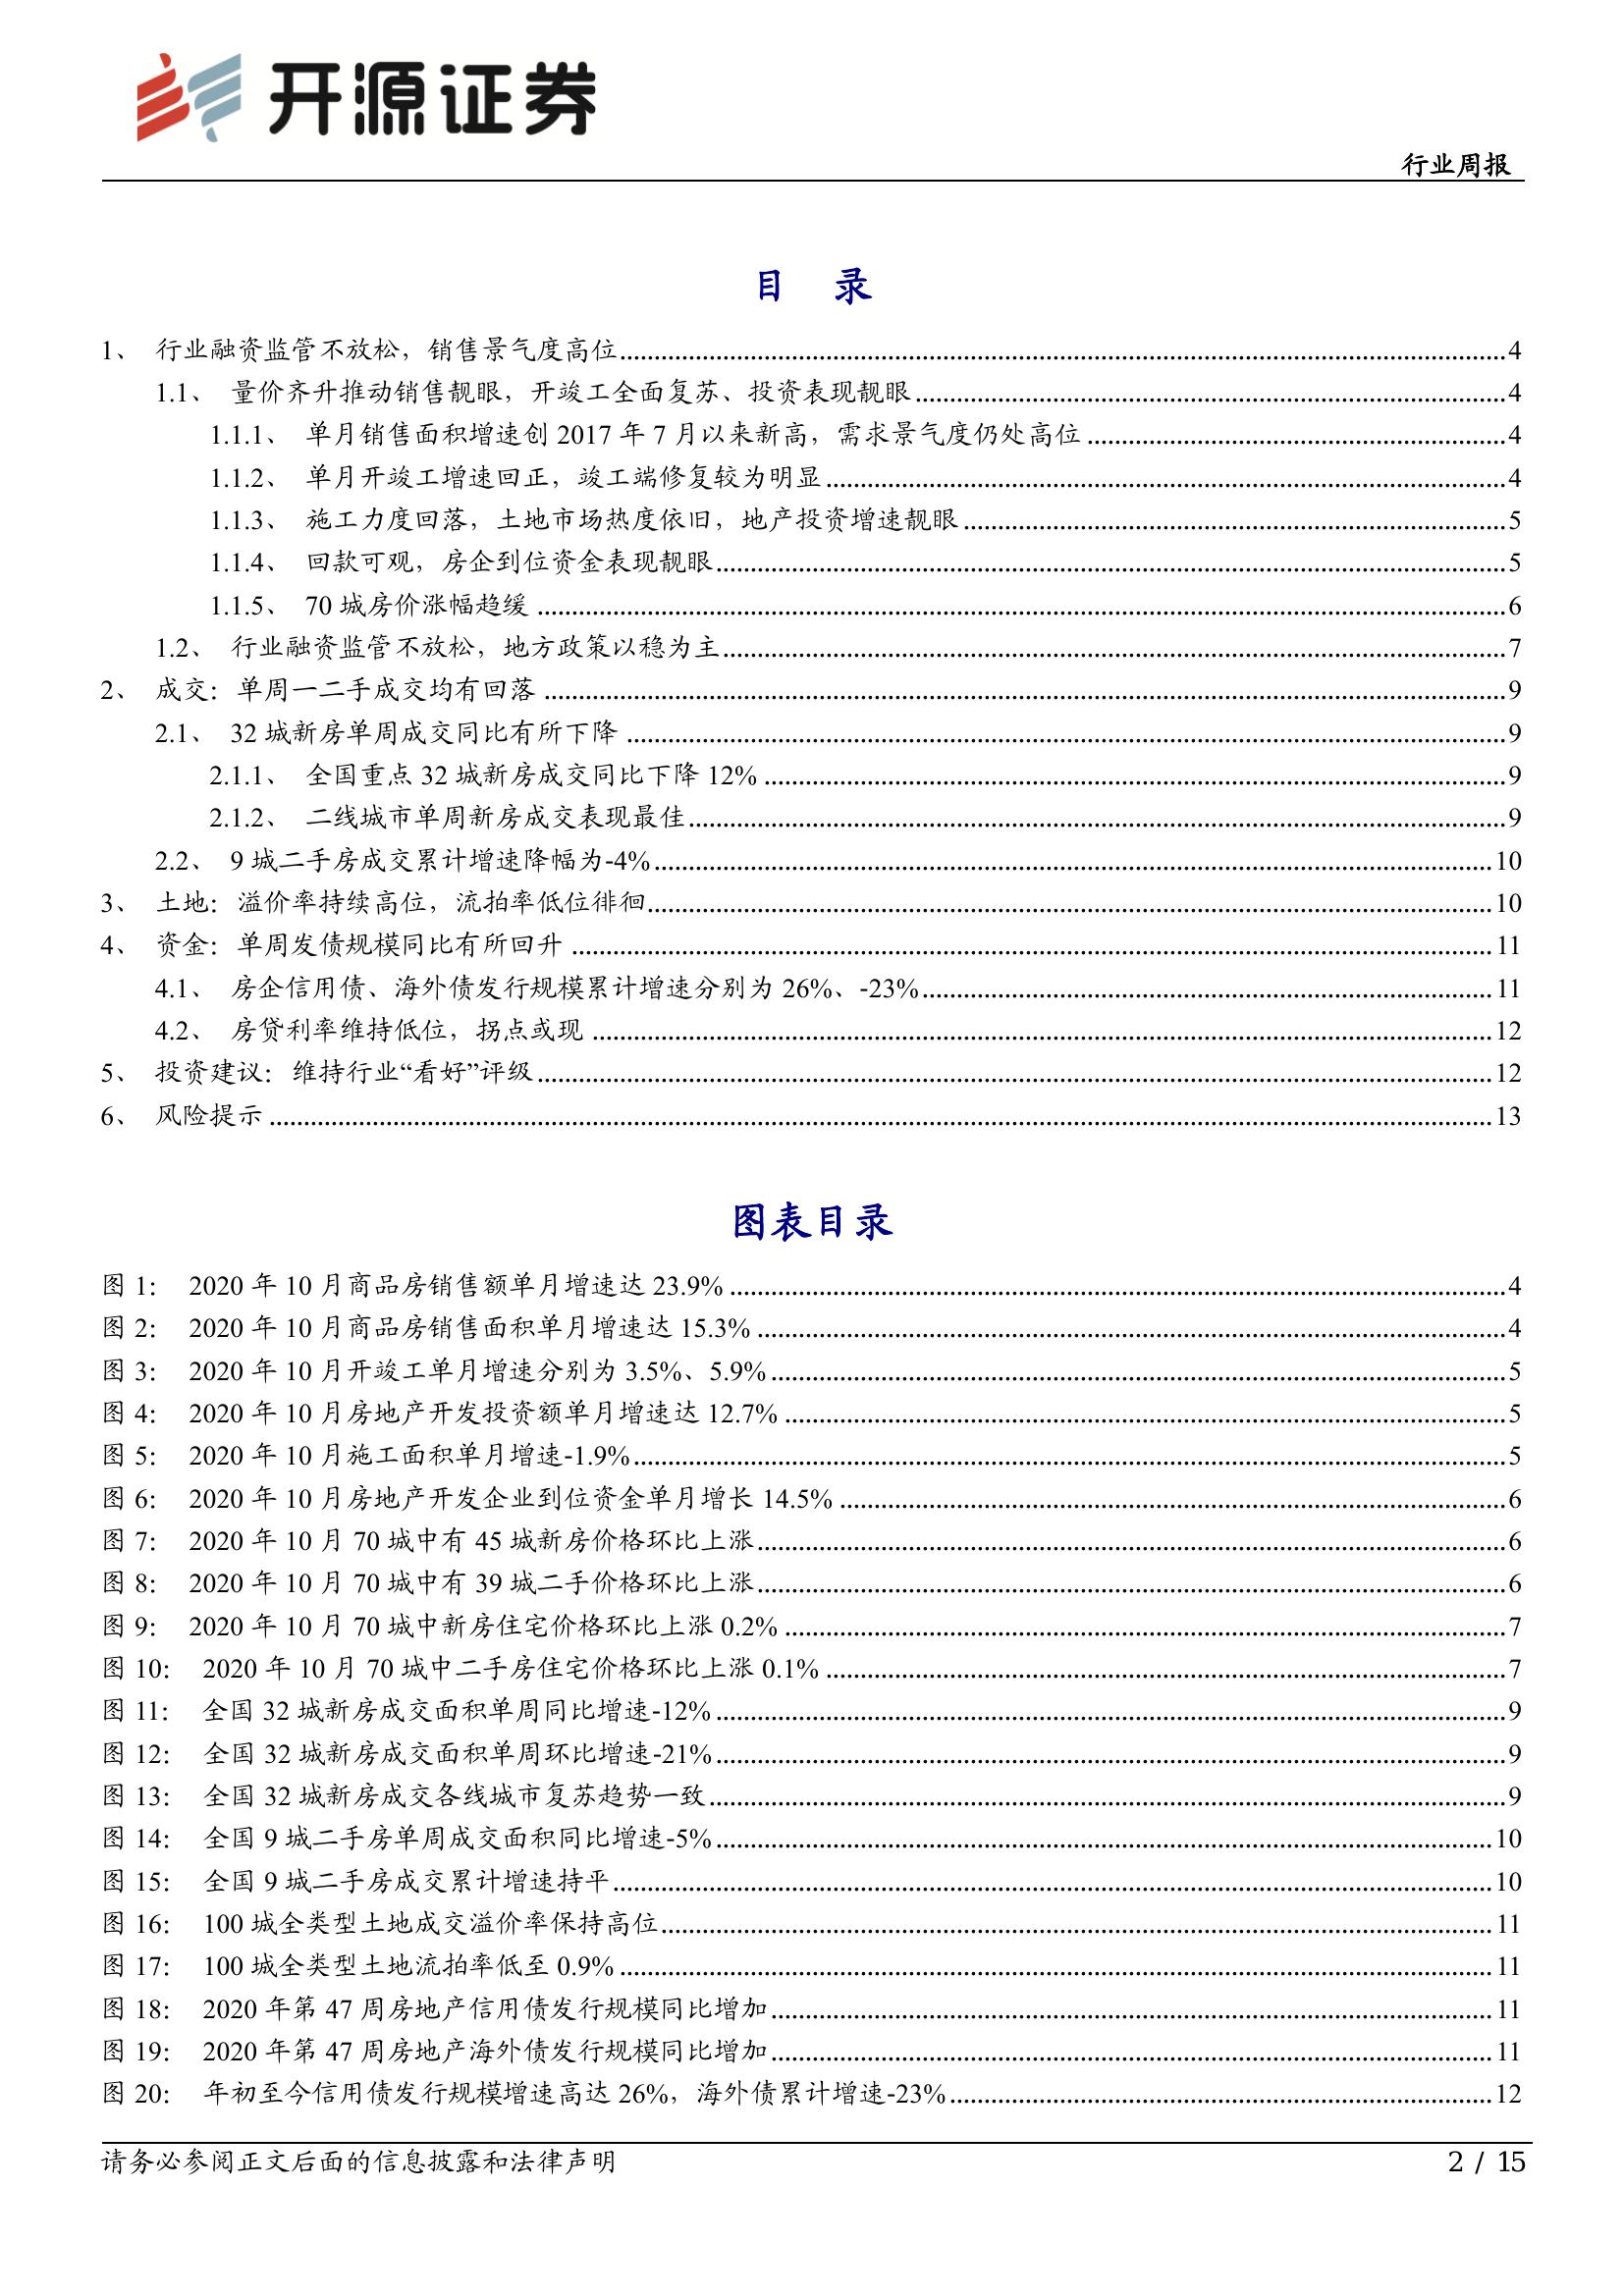 开源证券
行业周报
目 录
1、 行业融资监管不放松，销售景气度高位 4
1.1、 量价齐升推动销售靓眼，开竣工全面复苏、投资表现靓眼 4
1.1.1、 单月销售面积增速创 2017 年 7 月以来新高，需求景气度仍处高位 4
1.1.2、 单月开竣工增速回正，竣工端修复较为明显 4
1.1.3、 施工力度回落，土地市场热度依旧，地产投资增速靓眼 5
1.1.4、 回款可观，房企到位资金表现靓眼 5
1.1.5、 70 城房价涨幅趋缓 6
1.2、 行业融资监管不放松，地方政策以稳为主 7
2、 成交：单周一二手成交均有回落 9
2.1、 32 城新房单周成交同比有所下降 9
2.1.1、 全国重点 32 城新房成交同比下降 12% 9
2.1.2、 二线城市单周新房成交表现最佳 9
2.2、 9 城二手房成交累计增速降幅为-4% 10
3、 土地：溢价率持续高位，流拍率低位徘徊 10
4、 资金：单周发债规模同比有所回升 11
4.1、 房企信用债、海外债发行规模累计增速分别为 26%、-23% 11
4.2、 房贷利率维持低位，拐点或现 12
5、 投资建议：维持行业“看好”评级 12
6、 风险提示 13
图表目录
图 1： 2020 年 10 月商品房销售额单月增速达 23.9% 4
图 2： 2020 年 10 月商品房销售面积单月增速达 15.3% 4
图 3： 2020 年 10 月开竣工单月增速分别为 3.5%、5.9% 5
图 4： 2020 年 10 月房地产开发投资额单月增速达 12.7% 5
图 5： 2020 年 10 月施工面积单月增速-1.9% 5
图 6： 2020 年 10 月房地产开发企业到位资金单月增长 14.5% 6
图 7： 2020 年 10 月 70 城中有 45 城新房价格环比上涨 6
图 8： 2020 年 10 月 70 城中有 39 城二手价格环比上涨 6
图 9： 2020 年 10 月 70 城中新房住宅价格环比上涨 0.2% 7
图 10： 2020 年 10 月 70 城中二手房住宅价格环比上涨 0.1% 7
图 11： 全国 32 城新房成交面积单周同比增速-12% 9
图 12： 全国 32 城新房成交面积单周环比增速-21% 9
图 13： 全国 32 城新房成交各线城市复苏趋势一致 9
图 14： 全国 9 城二手房单周成交面积同比增速-5% 10
图 15： 全国 9 城二手房成交累计增速持平 10
图 16： 100 城全类型土地成交溢价率保持高位 11
图 17： 100 城全类型土地流拍率低至 0.9% 11
图 18： 2020 年第 47 周房地产信用债发行规模同比增加 11
图 19： 2020 年第 47 周房地产海外债发行规模同比增加 11
图 20： 年初至今信用债发行规模增速高达 26%，海外债累计增速-23% 12
请务必参阅正文后面的信息披露和法律声明 2 / 15